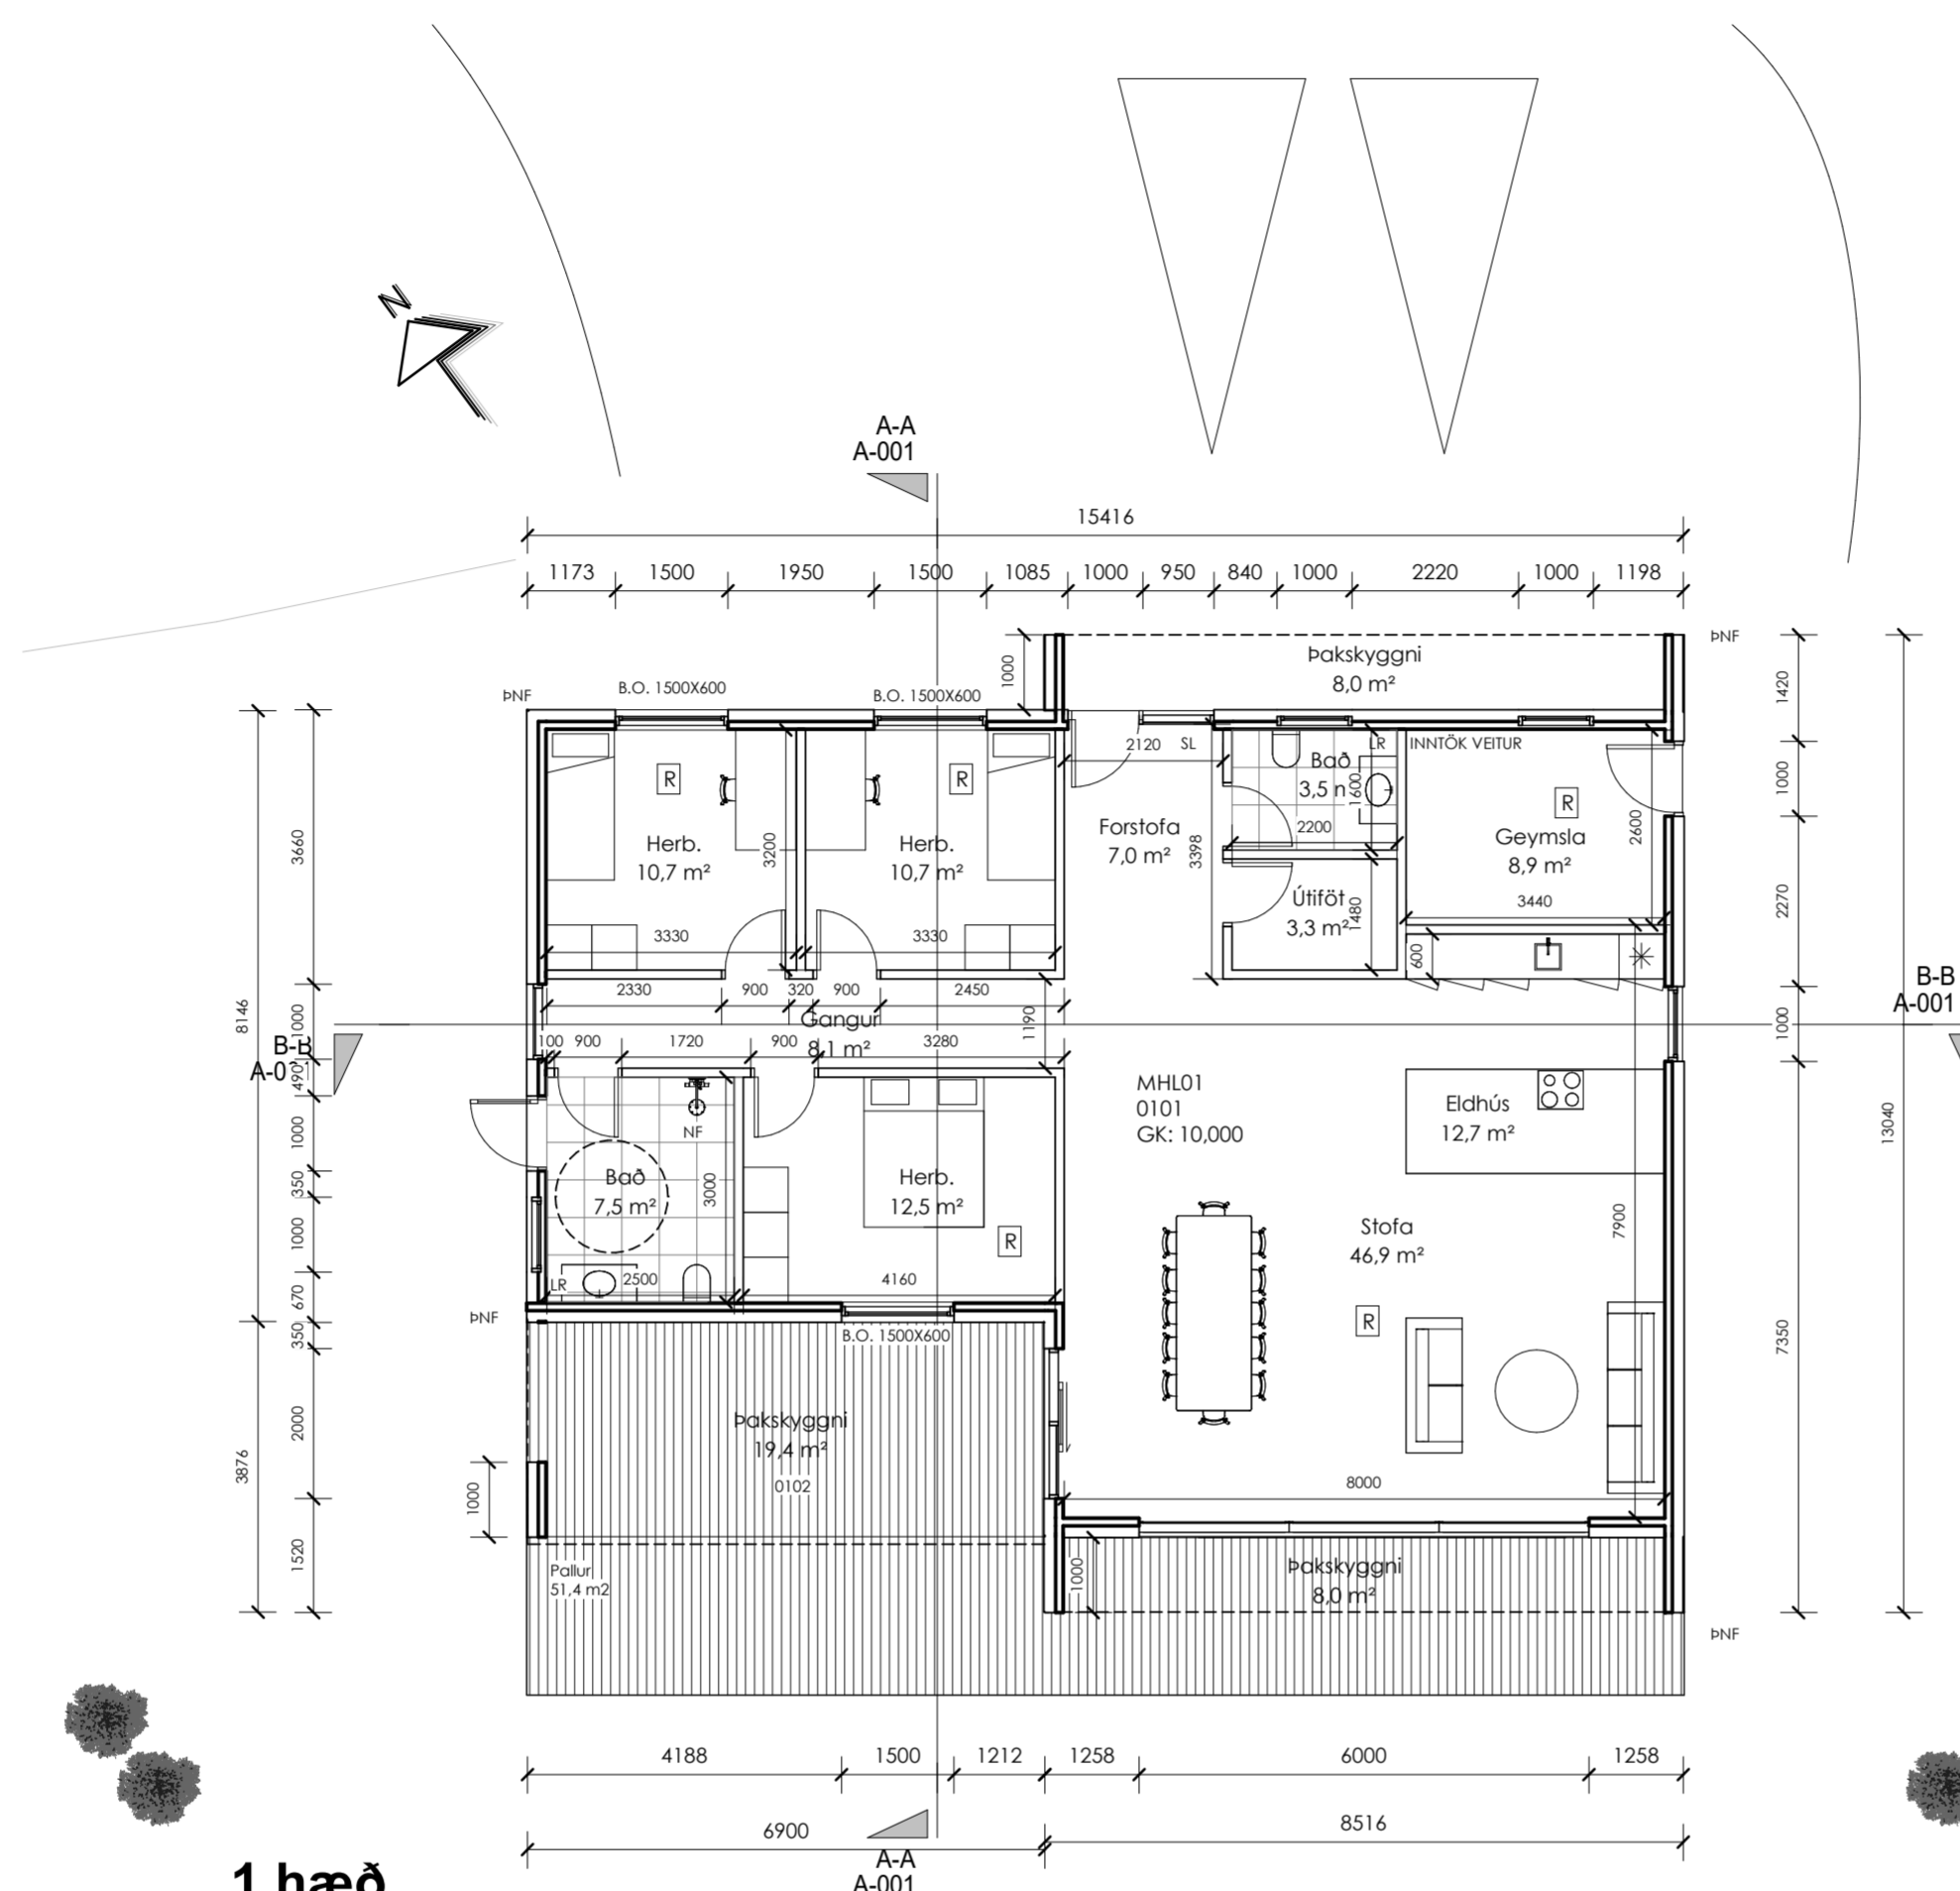 N
A-A
A-001
15416
1173 1500 1950 1500 1085 1000 950 840 1000 2220 1000 1198
ÞNF
Þakskyggni
8,0 m²
1000
1420
ÞNF
B.O. 1500X600
B.O. 1500X600
2120
SL
LR
INNTÖK VEITUR
Bað
3,5
1600
2200
R
R
R
1000
Herb.
10,7 m²
3200
Herb.
10,7 m²
Forstofa
7,0 m²
3398
Geymsla
8,9 m²
2600
3440
3660
Útiföt
3,3 m²
1480
2270
3330
3330
600
2330 900 320 900 2450
8146
1000
Gangur
8,1 m²
1190
1000
B-B
A-001
B-B
100 900 1720 900 3280
490
MHL01
0101
GK: 10,000
Eldhús
12,7 m²
13040
NF
1000
350
Bað
7,5 m²
3000
Herb.
12,5 m²
R
1000
Stofa
46,9 m²
7900
LR
2500
4160
670
ÞNF
350
B.O. 1500X600
R
7350
Þakskyggni
19,4 m²
0102
2000
3876
1000
8000
1520
Pallur
51,4 m2
1000
Þakskyggni
8,0 m²
ÞNF
4188 1500 1212 1258 6000 1258
6900
8516
A-A
A-001
1 hæð